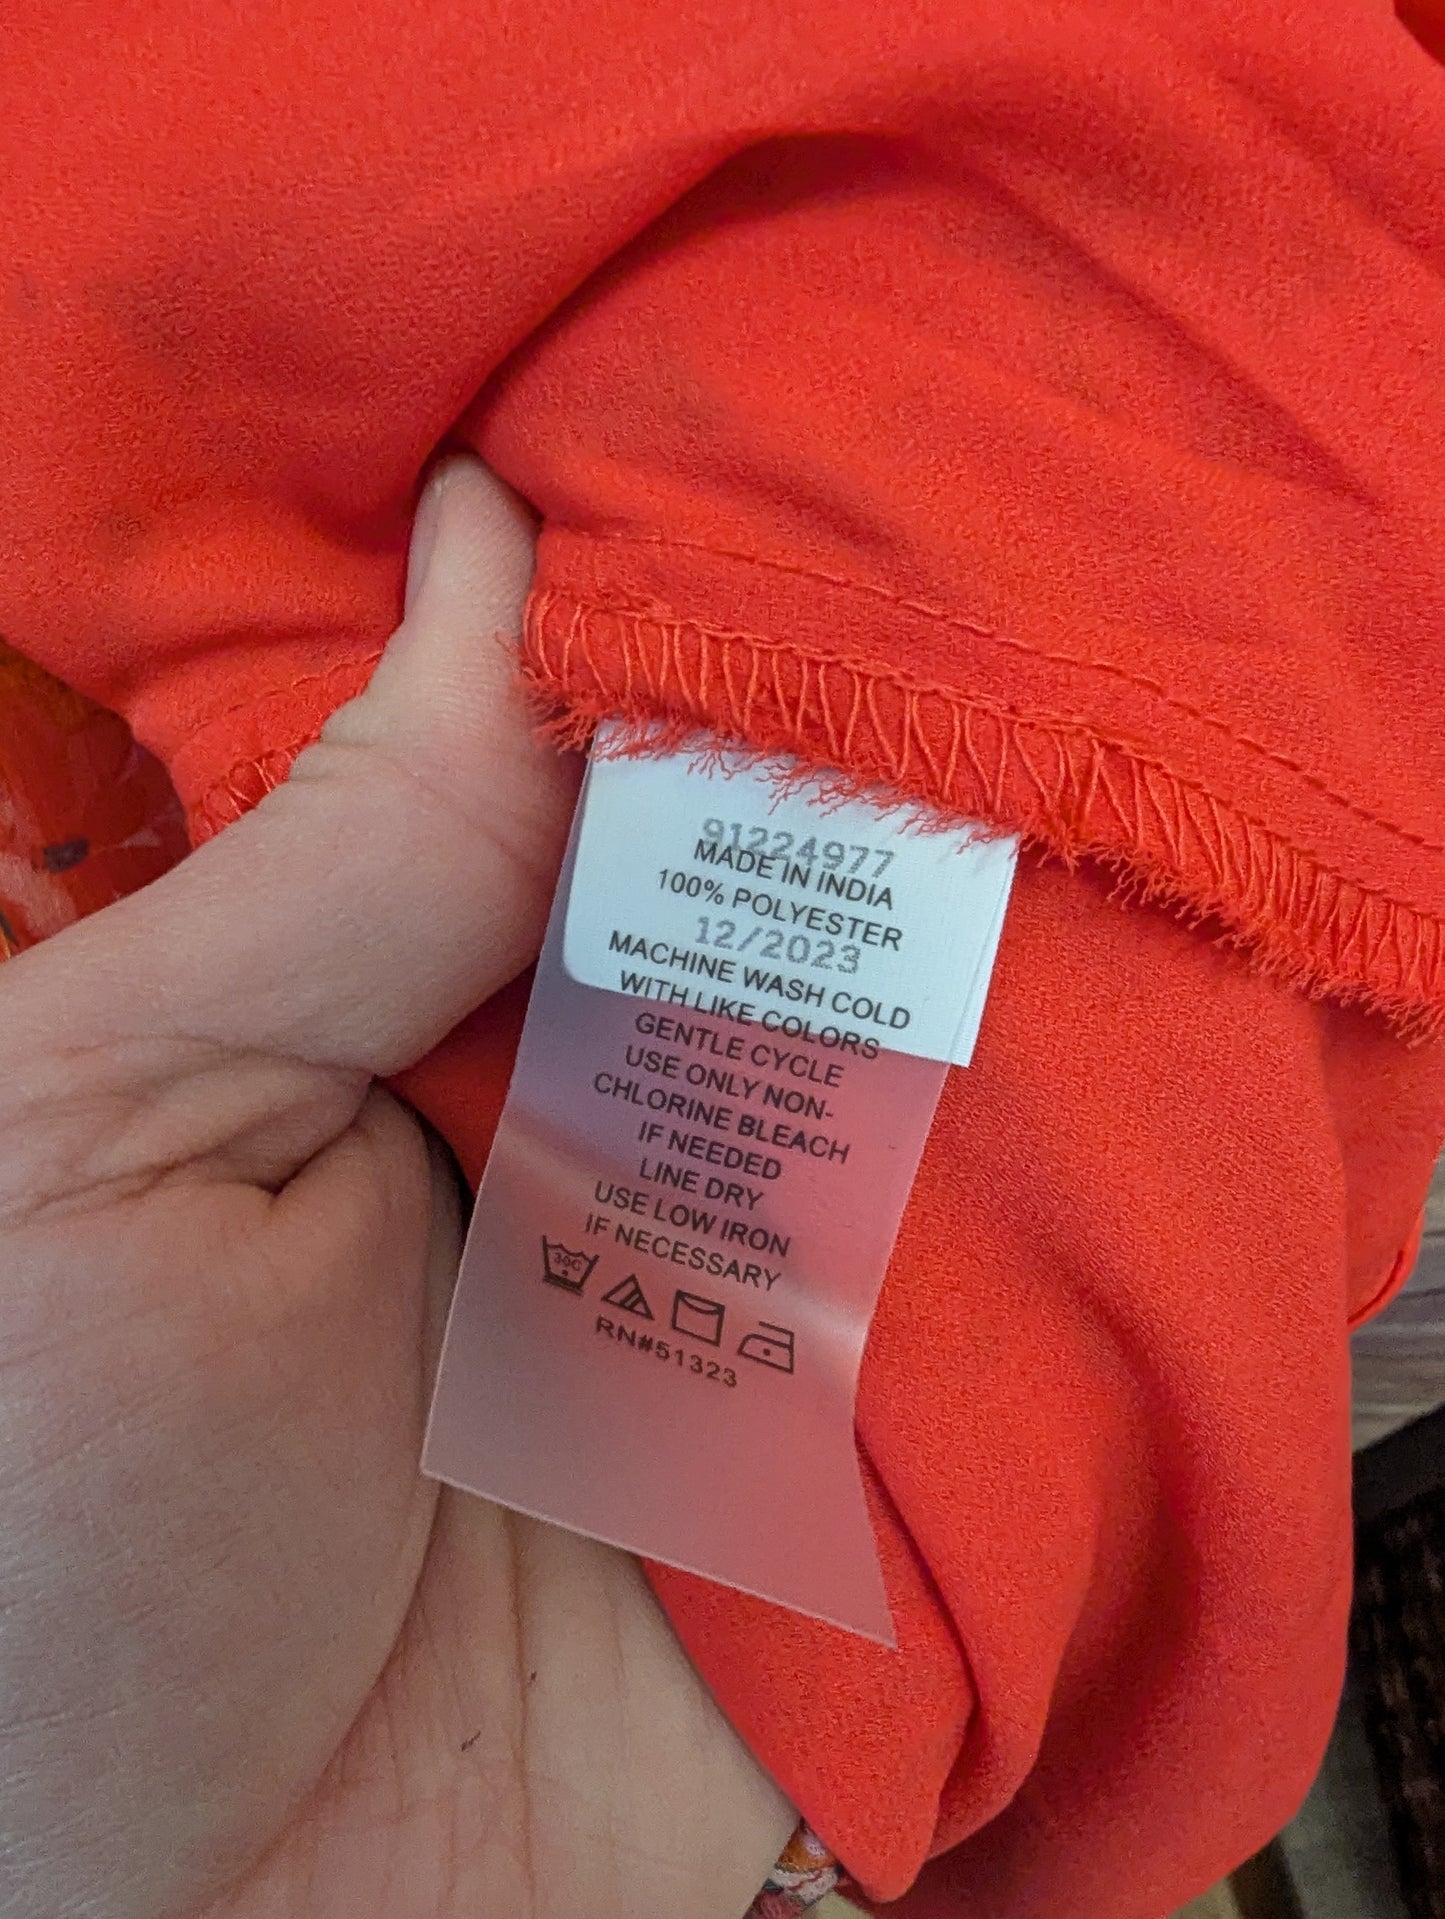 91224977
MADE IN INDIA
100% POLYESTER
12/2023
MACHINE WASH COLD
WITH LIKE COLORS
GENTLE CYCLE
USE ONLY NON-
CHLORINE BLEACH
IF NEEDED
LINE DRY
USE LOW IRON
IF NECESSARY
30C
RN#51323